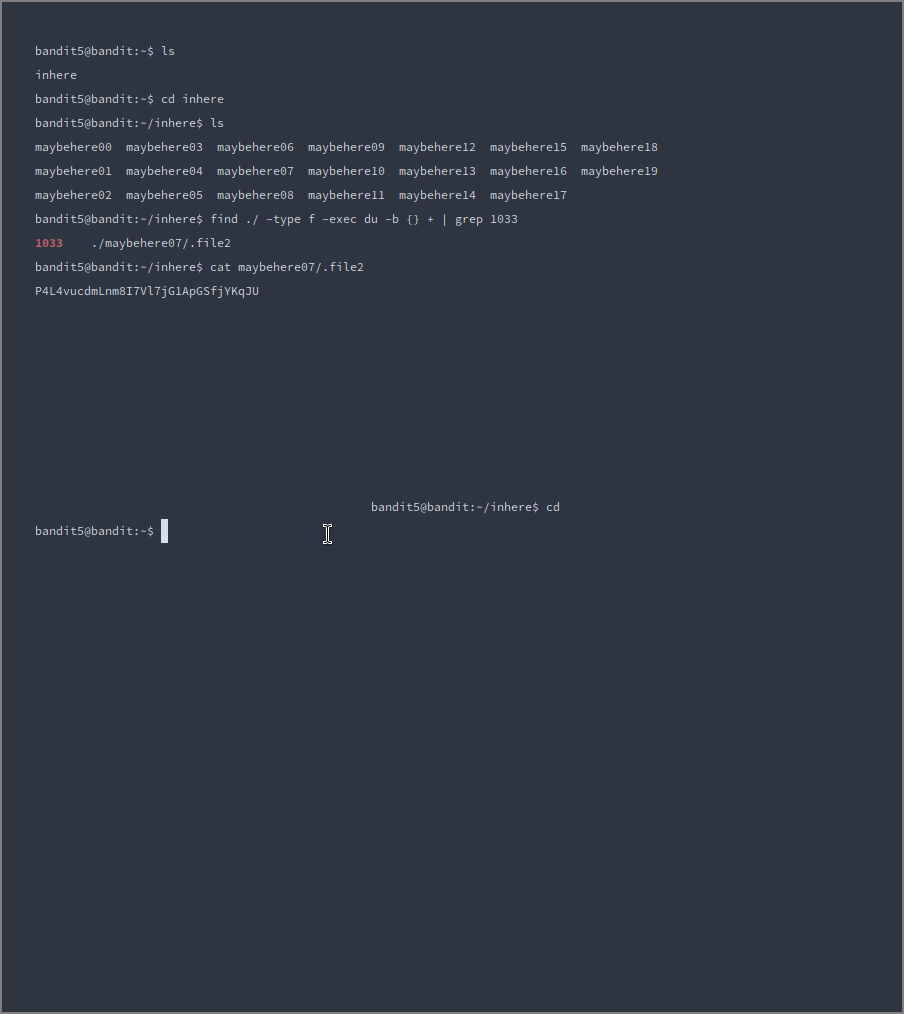 bandit5@bandit:~$ ls
inhere
bandit5@bandit:~$ cd inhere
bandit5@bandit:~/inhere$ ls
maybehere00  maybehere03  maybehere06  maybehere09  maybehere12  maybehere15  maybehere18
maybehere01  maybehere04  maybehere07  maybehere10  maybehere13  maybehere16  maybehere19
maybehere02  maybehere05  maybehere08  maybehere11  maybehere14  maybehere17
bandit5@bandit:~/inhere$ find ./ -type f -exec du -b {} + | grep 1033
1033    ./maybehere07/.file2
bandit5@bandit:~/inhere$ cat maybehere07/.file2
P4L4vucdmLnm8I7Vl7jG1ApGSfjYKqJU
bandit5@bandit:~/inhere$ cd
bandit5@bandit:~$